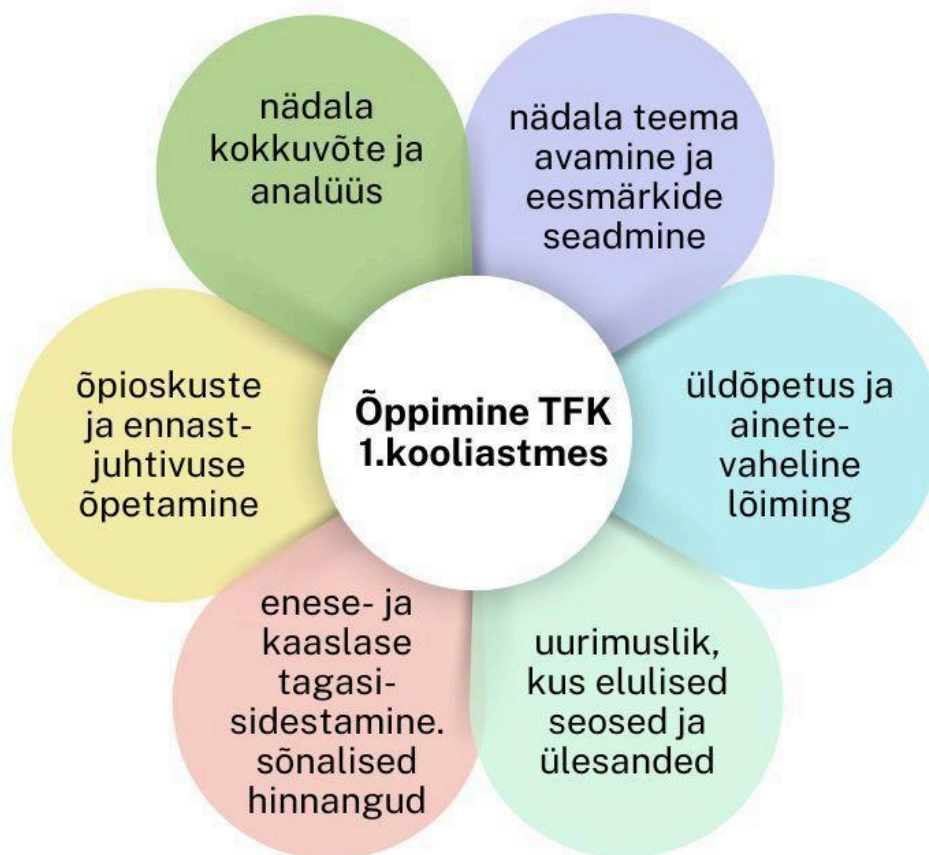 nädala
kokkuvõte ja
analüüs
nädala teema
avamine ja
eesmärkide
seadmine
õpioskuste
ja ennast-
juhtivuse
õpetamine
Õppimine TFK
1.kooliastmes
üldõpetus ja
ainete-
vaheline
lõiming
enese- ja
kaaslase
tagasi-
sidestamine.
sõnalised
hinnangud
uurimuslik,
kus elulised
seosed ja
ülesanded